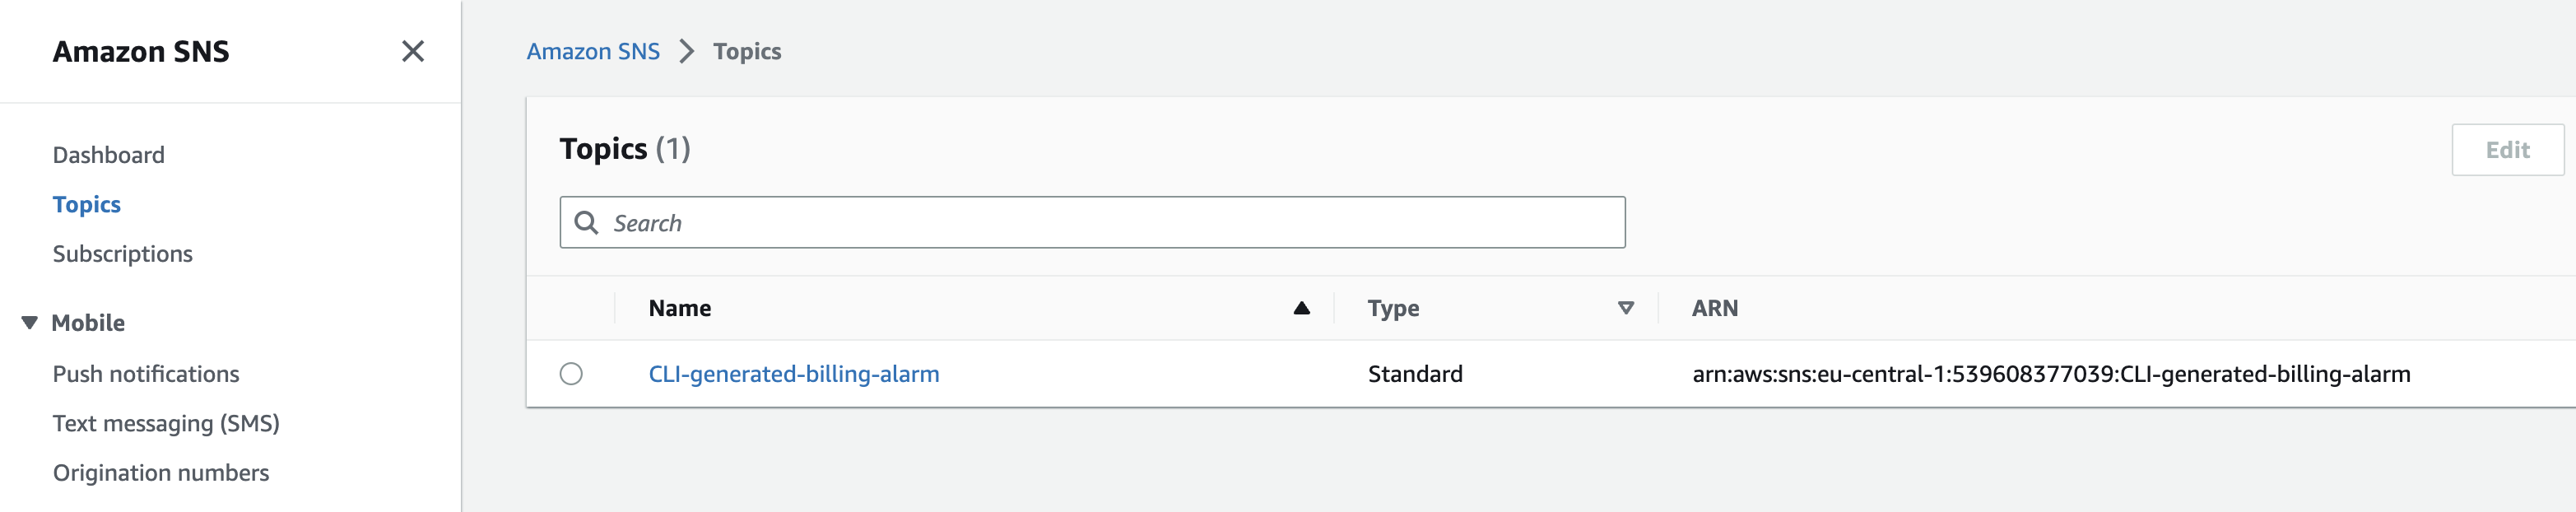 Amazon SNS
Dashboard
Topics
Subscriptions
Mobile
Push notifications
Text messaging (SMS)
Origination numbers
Amazon SNS Topics
Topics (1)
Edit
Search
Name Type ARN
CLI-generated-billing-alarm Standard arn:aws:sns:eu-central-1:539608377039:CLI-generated-billing-alarm